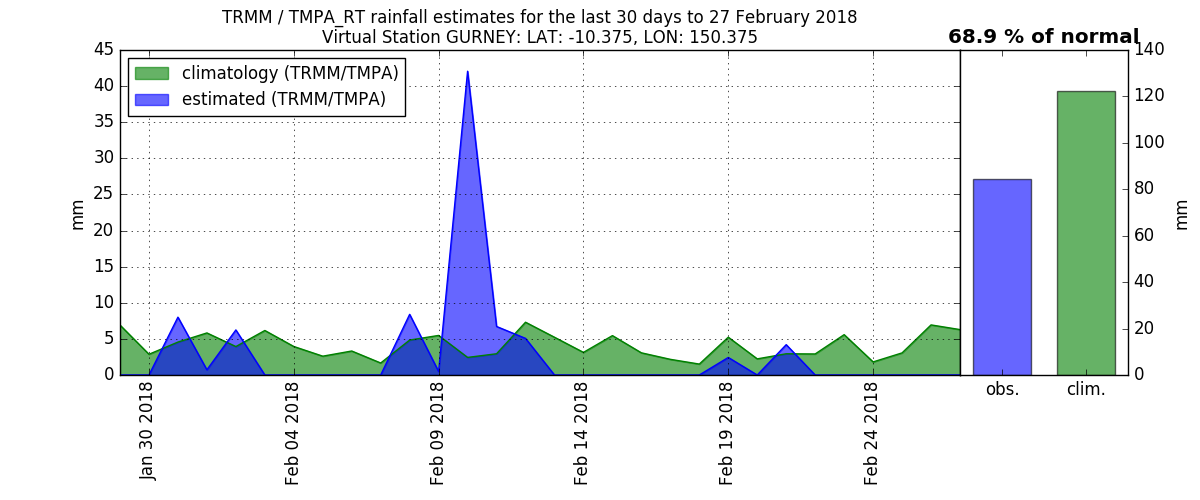 TRMM / TMPA_RT rainfall estimates for the last 30 days to 27 February 2018
Virtual Station GURNEY: LAT: -10.375, LON: 150.375
68.9 % of normal
climatology (TRMM/TMPA)
estimated (TRMM/TMPA)
45
40
35
30
25
20
15
10
5
0
mm
Jan 30 2018
Feb 04 2018
Feb 09 2018
Feb 14 2018
Feb 19 2018
Feb 24 2018
140
120
100
80
60
40
20
0
mm
obs.
clim.